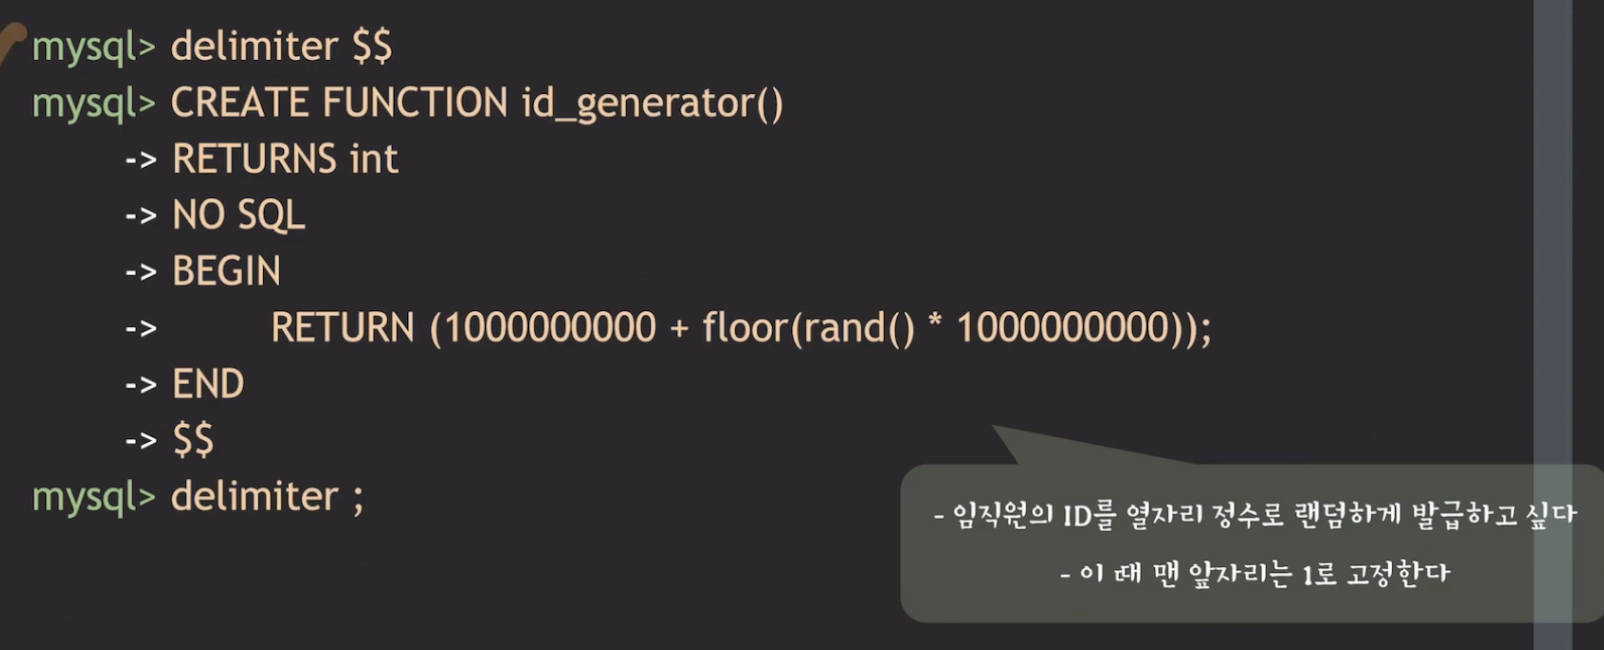 mysql> delimiter $$
mysql> CREATE FUNCTION id_generator()
-> RETURNS int
-> NO SQL
-> BEGIN
-> RETURN (1000000000 + floor(rand() * 1000000000));
-> END
-> $$
mysql> delimiter ;
- 임직원의 ID를 열자리 정수로 랜덤하게 발급하고 싶다
- 이 때 맨 앞자리는 1로 고정한다